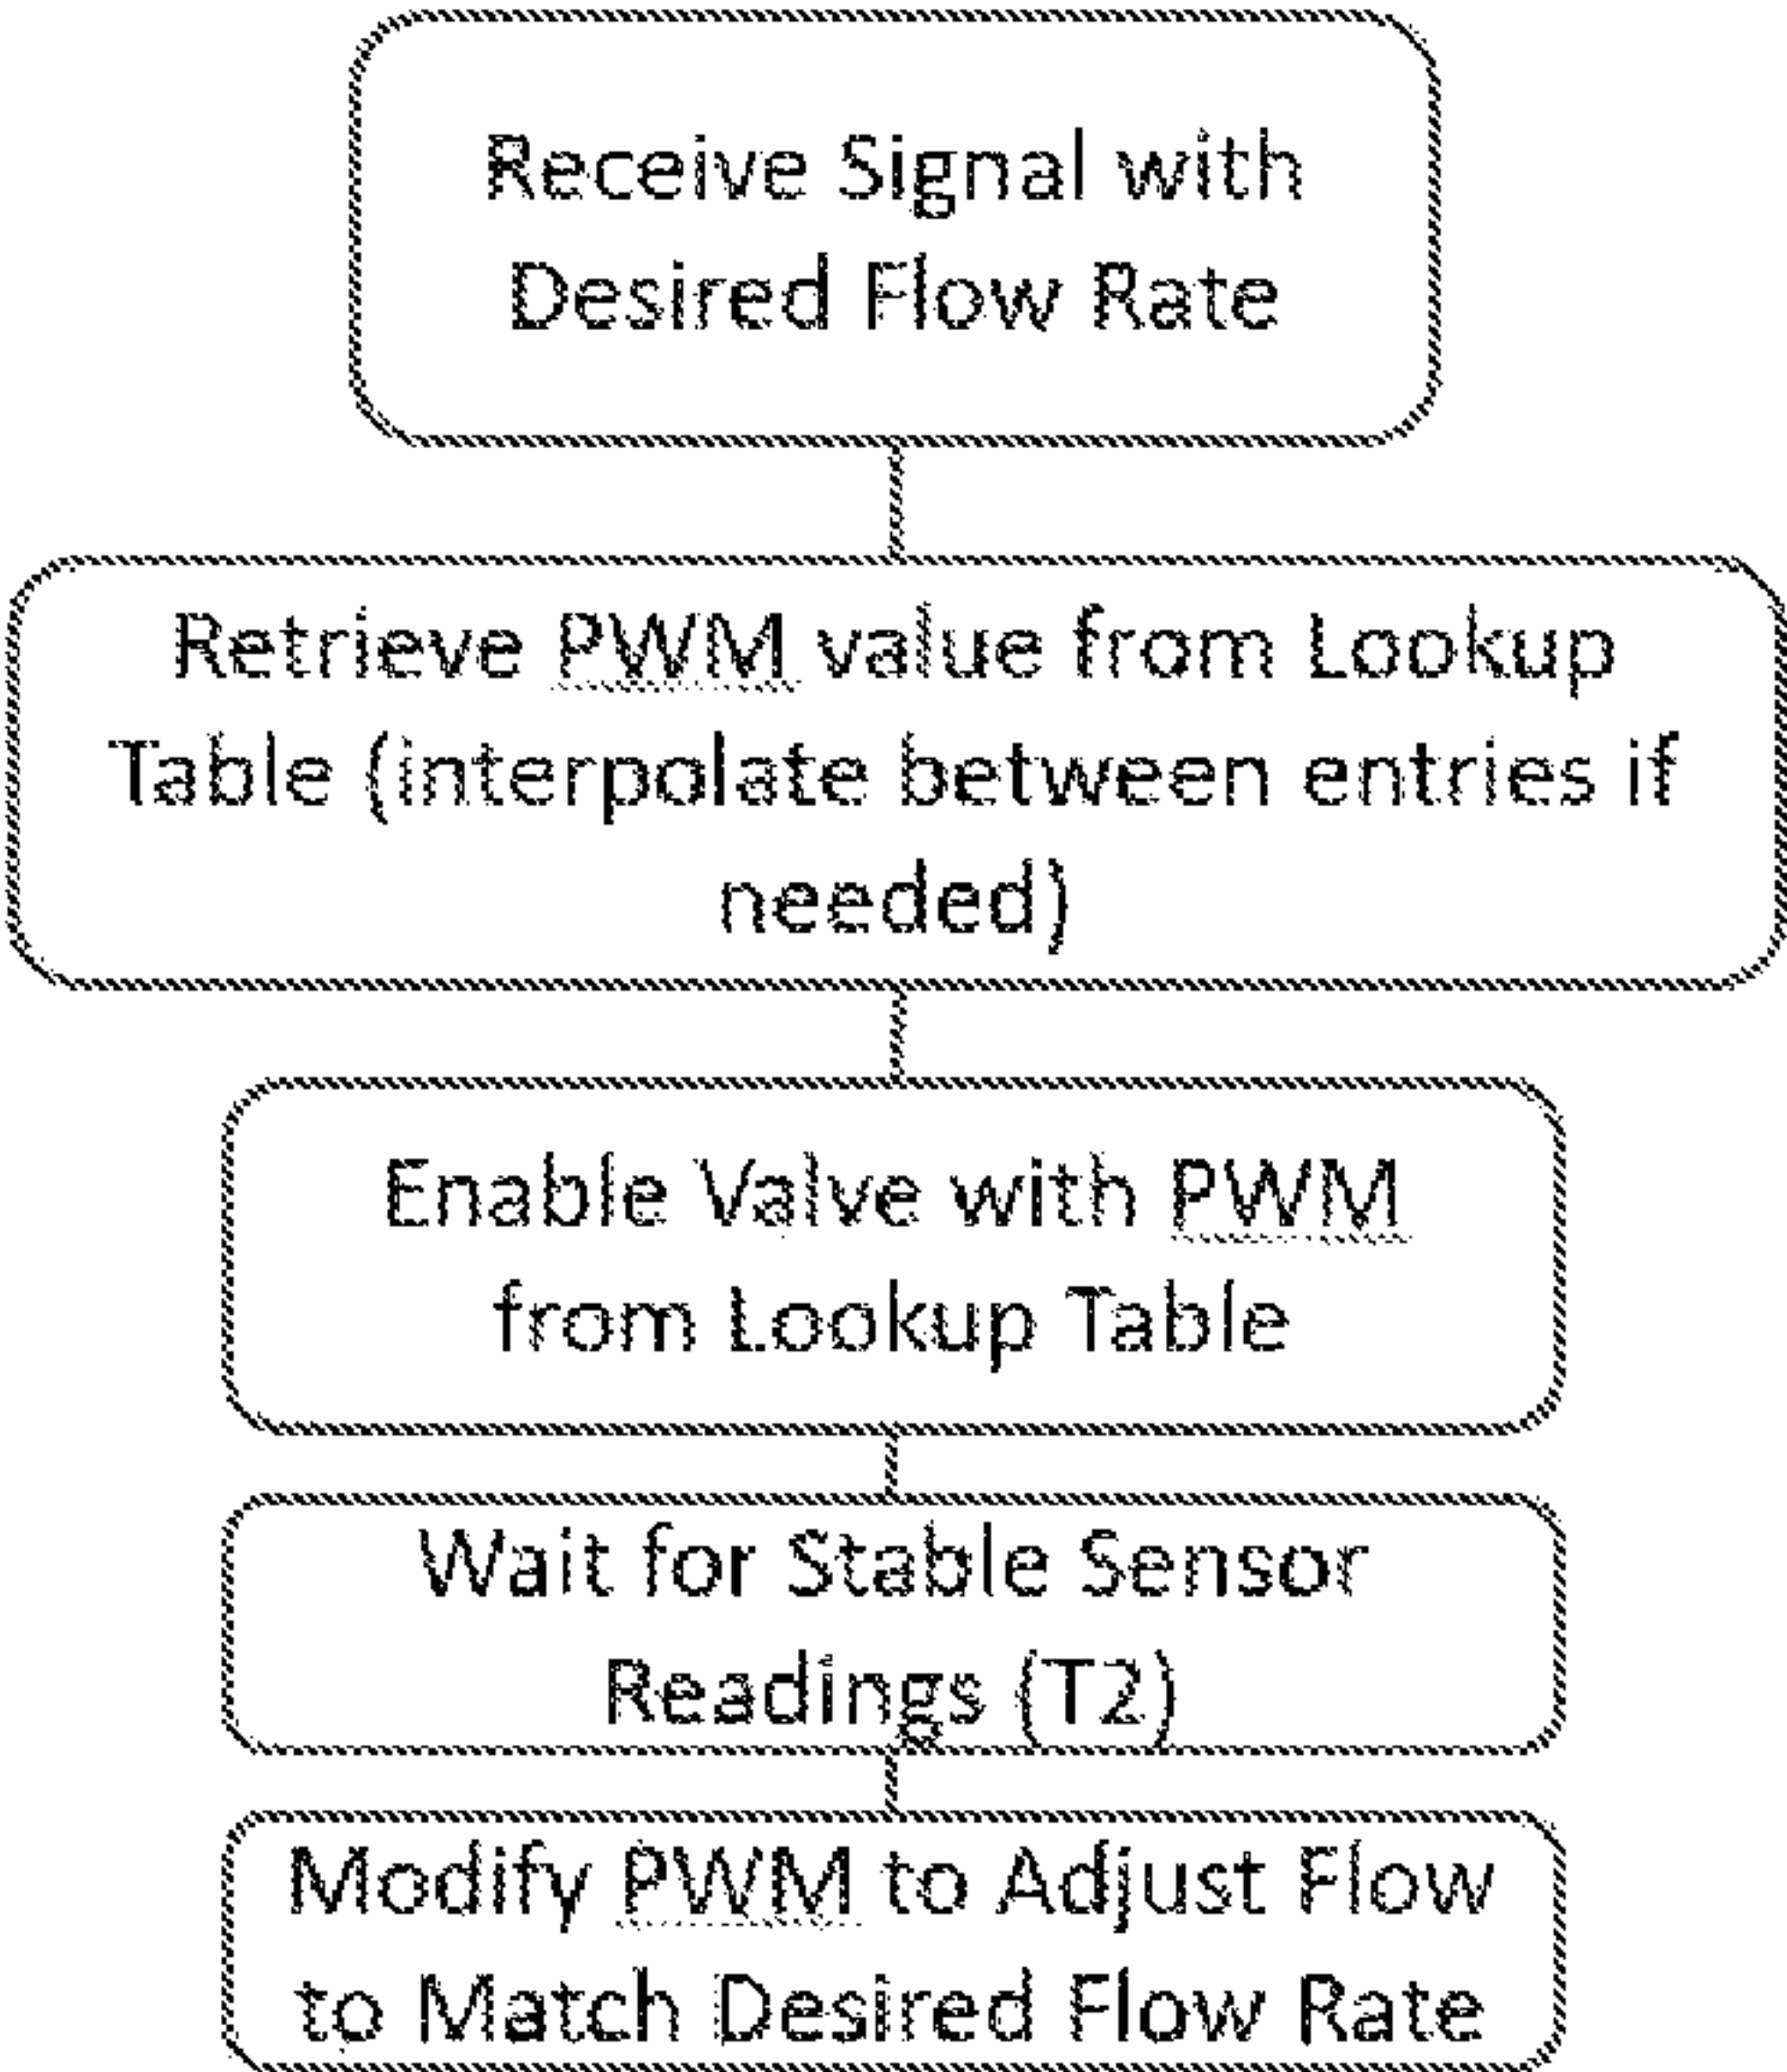 Receive Signal with
Desired Flow Rate
Retrieve PWM value from Lookup
Table (interpolate between entries if
needed)
Enable Valve with PWM
from Lookup Table
Wait for Stable Sensor
Readings (T2)
Modify PWM to Adjust Flow
to Match Desired Flow Rate